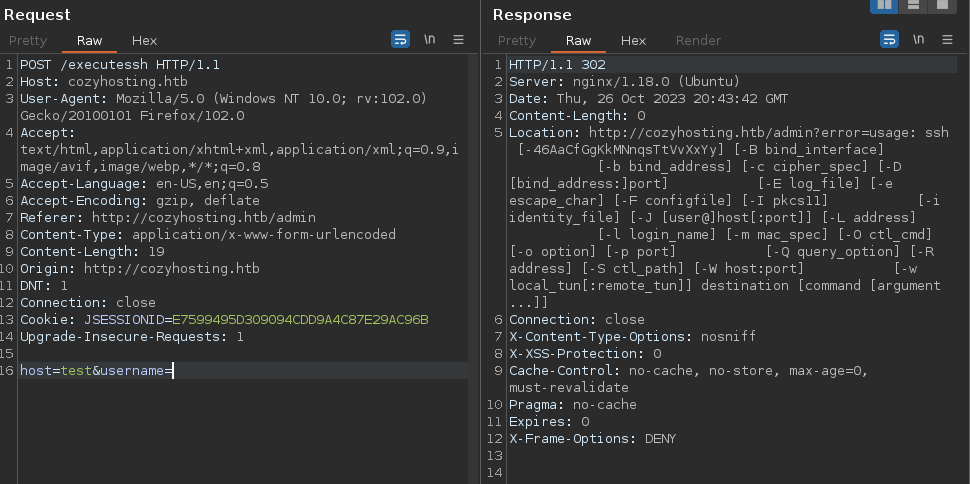 Request
Pretty Raw Hex \n
1 POST /executessh HTTP/1.1
2 Host: cozyhosting.htb
3 User-Agent: Mozilla/5.0 (Windows NT 10.0; rv:102.0)
Gecko/20100101 Firefox/102.0
4 Accept:
text/html,application/xhtml+xml,application/xml;q=0.9,i
mage/avif,image/webp,*/*;q=0.8
5 Accept-Language: en-US,en;q=0.5
6 Accept-Encoding: gzip, deflate
7 Referer: http://cozyhosting.htb/admin
8 Content-Type: application/x-www-form-urlencoded
9 Content-Length: 19
10 Origin: http://cozyhosting.htb
11 DNT: 1
12 Connection: close
13 Cookie: JSESSIONID=E7599495D309094CDD9A4C87E29AC96B
14 Upgrade-Insecure-Requests: 1
15
16 host=test&username=
Response
Pretty Raw Hex Render \n
1 HTTP/1.1 302
2 Server: nginx/1.18.0 (Ubuntu)
3 Date: Thu, 26 Oct 2023 20:43:42 GMT
4 Content-Length: 0
5 Location: http://cozyhosting.htb/admin?error=usage: ssh
[-46AaCfGgKkMNnqsTtVvXxYy] [-B bind_interface]
[-b bind_address] [-c cipher_spec] [-D
[bind_address:]port] [-E log_file] [-e
escape_char] [-F configfile] [-I pkcs11] [-i
identity_file] [-J [user@]host[:port]] [-L address]
[-l login_name] [-m mac_spec] [-O ctl_cmd]
[-o option] [-p port] [-Q query_option] [-R
address] [-S ctl_path] [-W host:port] [-w
local_tun[:remote_tun]] destination [command [argument
...]]
6 Connection: close
7 X-Content-Type-Options: nosniff
8 X-XSS-Protection: 0
9 Cache-Control: no-cache, no-store, max-age=0,
must-revalidate
10 Pragma: no-cache
11 Expires: 0
12 X-Frame-Options: DENY
13
14